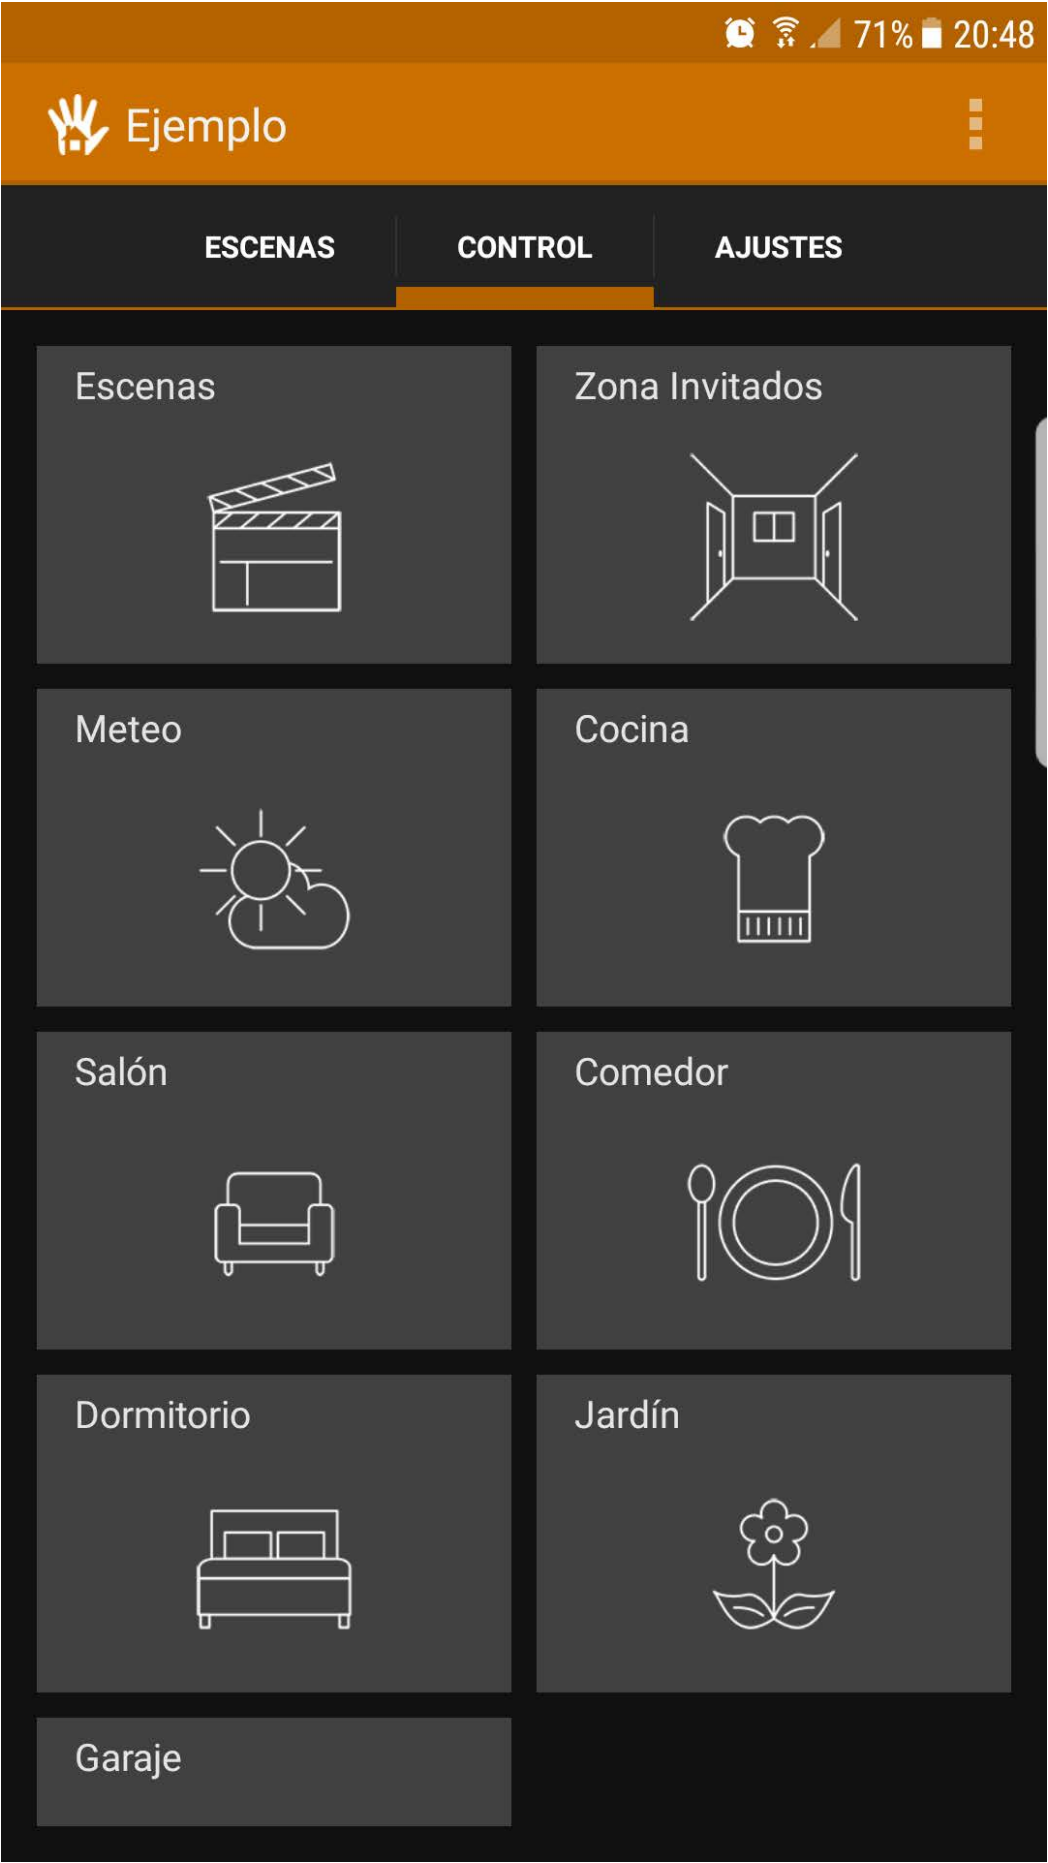 71% 20:48
Ejemplo
ESCENAS CONTROL AJUSTES
Escenas Zona Invitados
Meteo Cocina
Salón Comedor
Dormitorio Jardín
Garaje